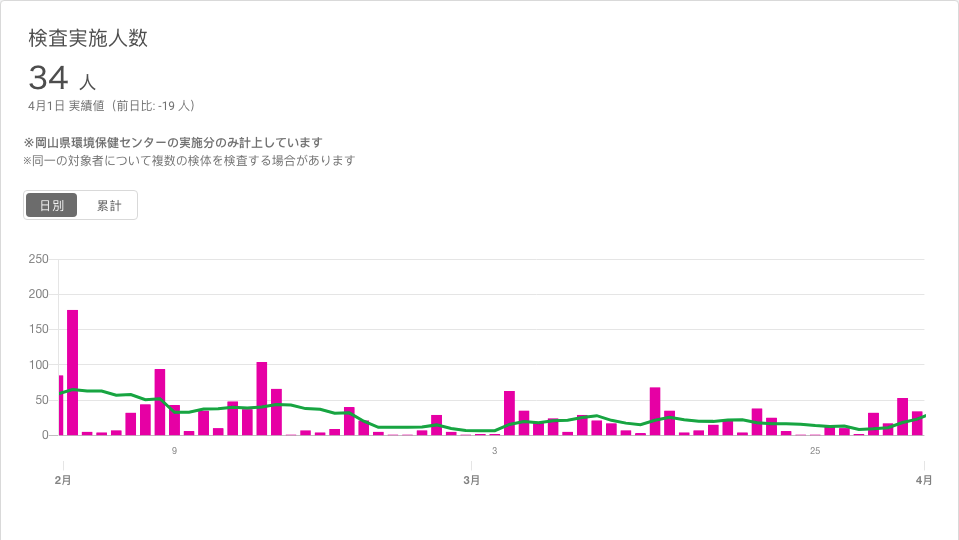 検査実施人数
34 人
4月1日 実績値（前日比: -19 人）
※岡山県環境保健センターの実施分のみ計上しています
※同一の対象者について複数の検体を検査する場合があります
日別 累計
250
200
150
100
50
0
9 3 25
2月 3月 4月